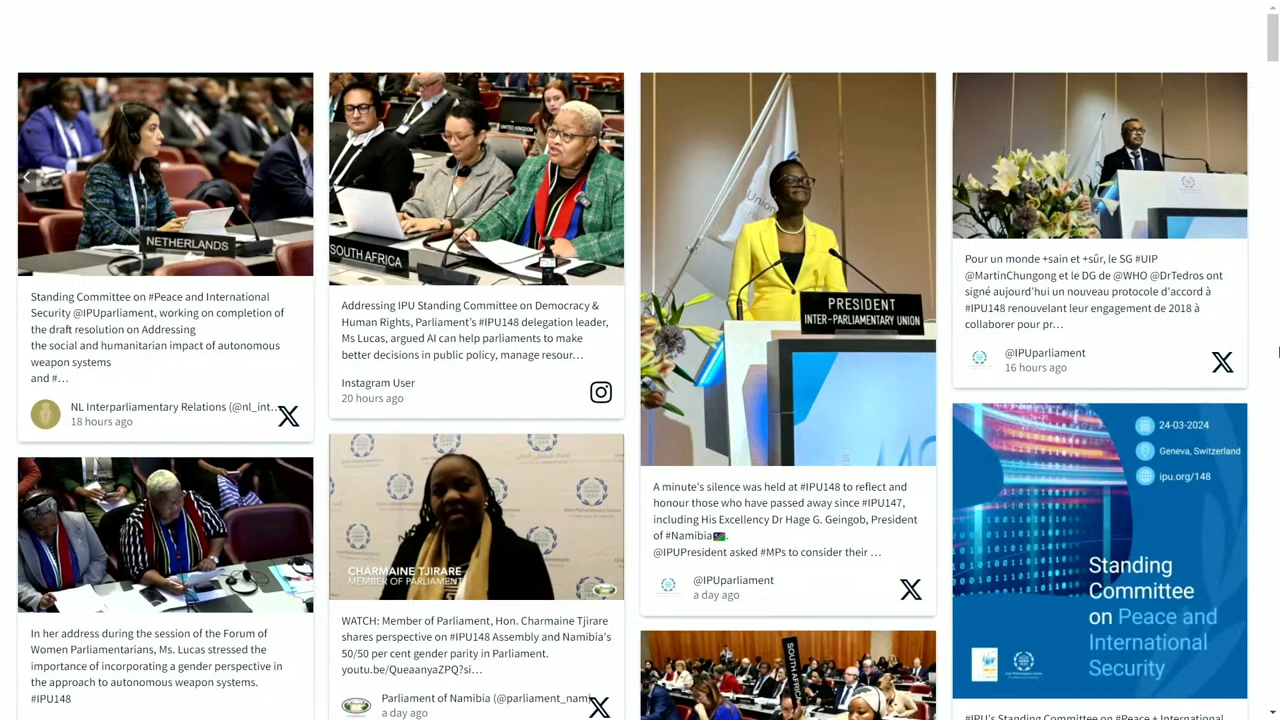 NETHERLANDS
Standing Committee on #Peace and International
Security @IPUparliament, working on completion of
the draft resolution on Addressing
the social and humanitarian impact of autonomous
weapon systems
and #…
NL Interparliamentary Relations (@nl_int…
18 hours ago
In her address during the session of the Forum of
Women Parliamentarians, Ms. Lucas stressed the
importance of incorporating a gender perspective in
the approach to autonomous weapon systems.
#IPU148
UNITED KINGDOM
SOUTH AFRICA
Addressing IPU Standing Committee on Democracy &
Human Rights, Parliament’s #IPU148 delegation leader,
Ms Lucas, argued AI can help parliaments to make
better decisions in public policy, manage resour…
Instagram User
20 hours ago
CHARMAINE TJIRARE
MEMBER OF PARLIAMENT
WATCH: Member of Parliament, Hon. Charmaine Tjirare
shares perspective on #IPU148 Assembly and Namibia's
50/50 per cent gender parity in Parliament.
youtu.be/QueaanyaZPQ?si…
Parliament of Namibia (@parliament_nam)
a day ago
Union
PRESIDENT
INTER-PARLIAMENTARY UNION
A minute's silence was held at #IPU148 to reflect and
honour those who have passed away since #IPU147,
including His Excellency Dr Hage G. Geingob, President
of #Namibia🇳🇦.
@IPUPresident asked #MPs to consider their …
@IPUparliament
a day ago
SOUTH AFRICA
Pour un monde +sain et +sûr, le SG #UIP
@MartinChungong et le DG de @WHO @DrTedros ont
signé aujourd'hui un nouveau protocole d'accord à
#IPU148 renouvelant leur engagement de 2018 à
collaborer pour pr…
@IPUparliament
16 hours ago
24-03-2024
Geneva, Switzerland
ipu.org/148
Standing
Committee
on Peace and
International
Security
#IPU's Standing Committee on #Peace + International